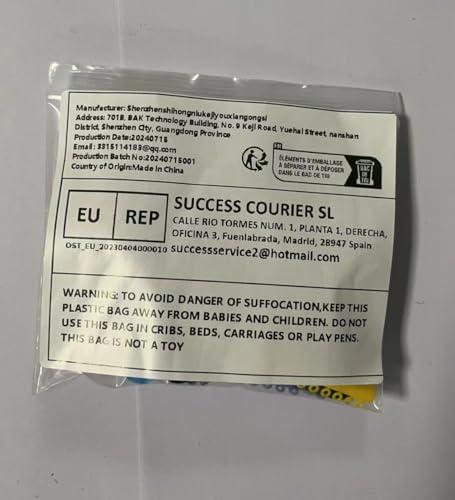 Manufacturer: Shenzhenshihongniukejiyouxiangongsi
Address: 701B, BAK Technology Building, No. 9 Keji Road, Yuehai Street, nanshan
District, Shenzhen City, Guangdong Province
Production Date:20240715
Email: 3315114183@qq.com
Production Batch No:20240715001
Country of Origin:Made in China
ÉLÉMENTS D'EMBALLAGE
À SÉPARER ET À DÉPOSER
DANS LE BAC DE TRI
BAC
DE
TRI
EU REP
SUCCESS COURIER SL
CALLE RIO TORMES NUM. 1, PLANTA 1, DERECHA,
OFICINA 3, Fuenlabrada, Madrid, 28947 Spain
OST_EU_20230404000010 successservice2@hotmail.com
WARNING: TO AVOID DANGER OF SUFFOCATION,KEEP THIS
PLASTIC BAG AWAY FROM BABIES AND CHILDREN. DO NOT
USE THIS BAG IN CRIBS, BEDS, CARRIAGES OR PLAY PENS.
THIS BAG IS NOT A TOY